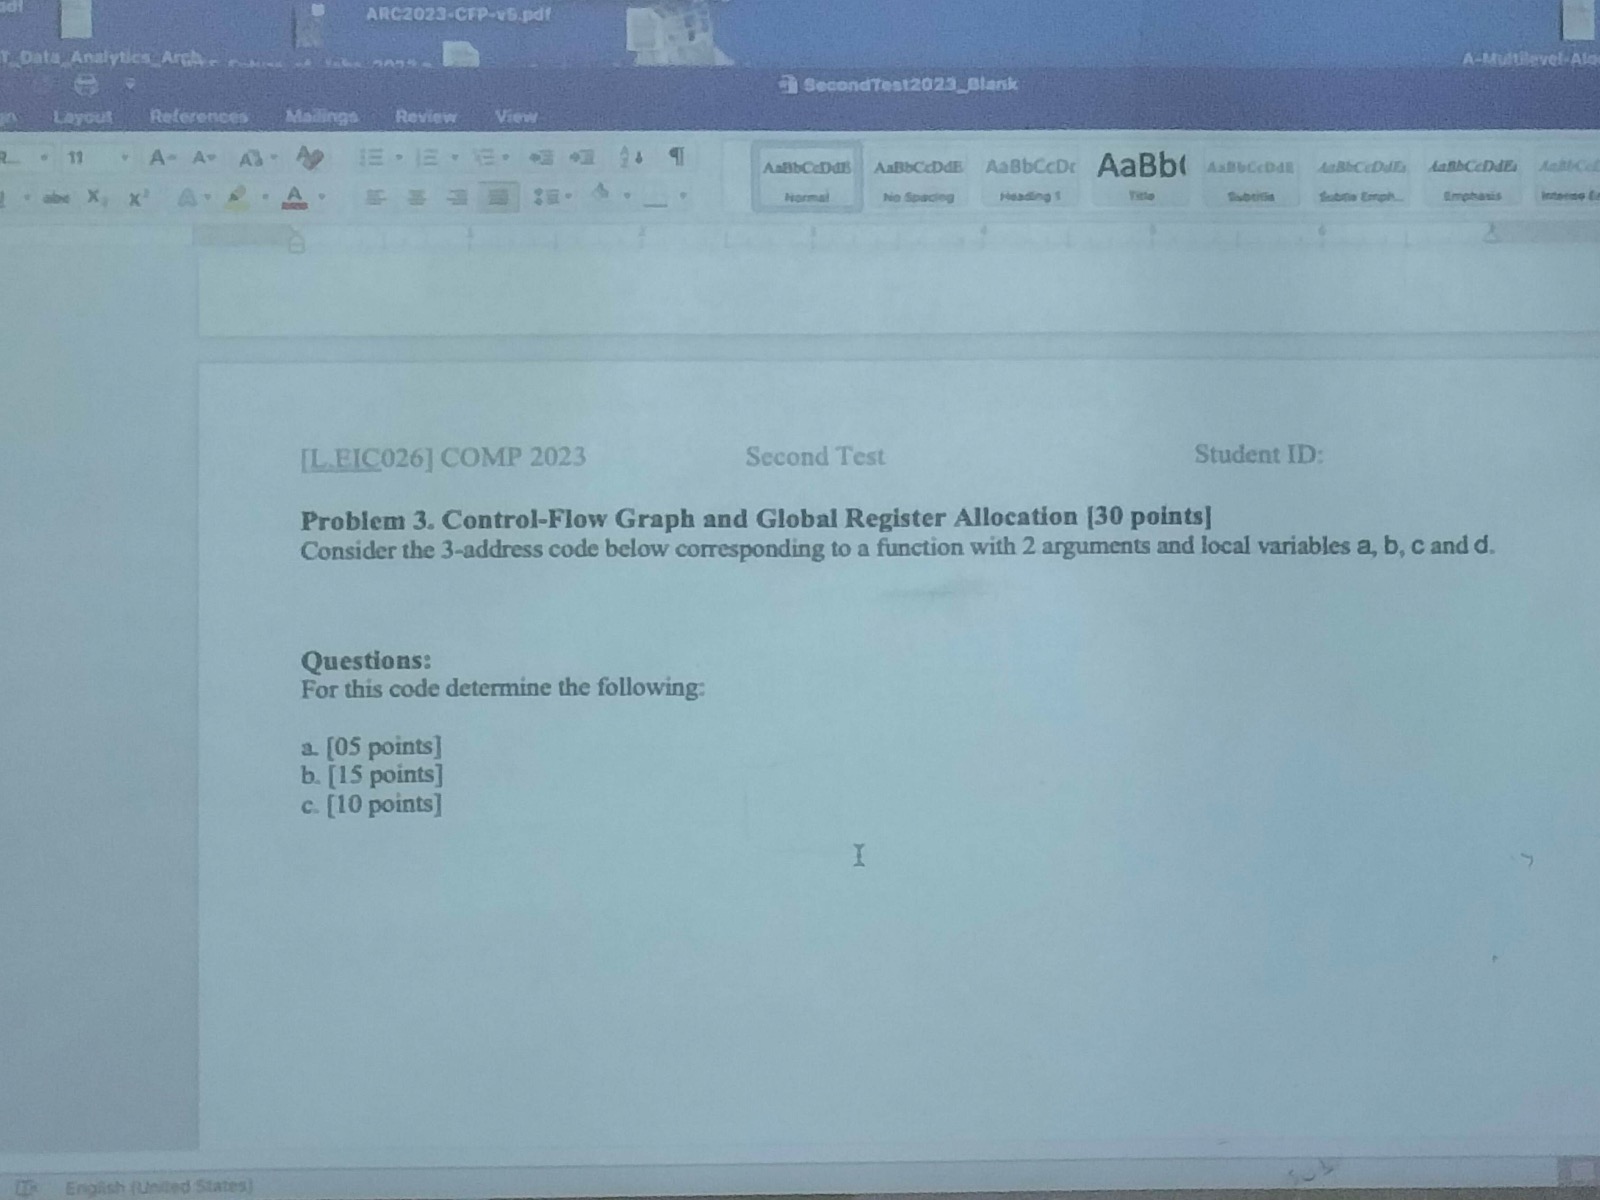 ARC2023-CFP-v5.pdf
T_Data_Analytics_Arch
A-Multilevel-Alo
SecondTest2023_Blank
Layout References Mailings Review View
11
AaBbCcDdE AaBbCcDdE AaBbCcDc AaBb( AaBbCcDdE AaBbCcDdEe AaBbCcDdEe
Normal No Spacing Heading 1 Title Subtitle Subtle Emph... Emphasis Intense E
[L.EIC026] COMP 2023 Second Test Student ID:
Problem 3. Control-Flow Graph and Global Register Allocation [30 points]
Consider the 3-address code below corresponding to a function with 2 arguments and local variables a, b, c and d.
Questions:
For this code determine the following:
a. [05 points]
b. [15 points]
c. [10 points]
English (United States)